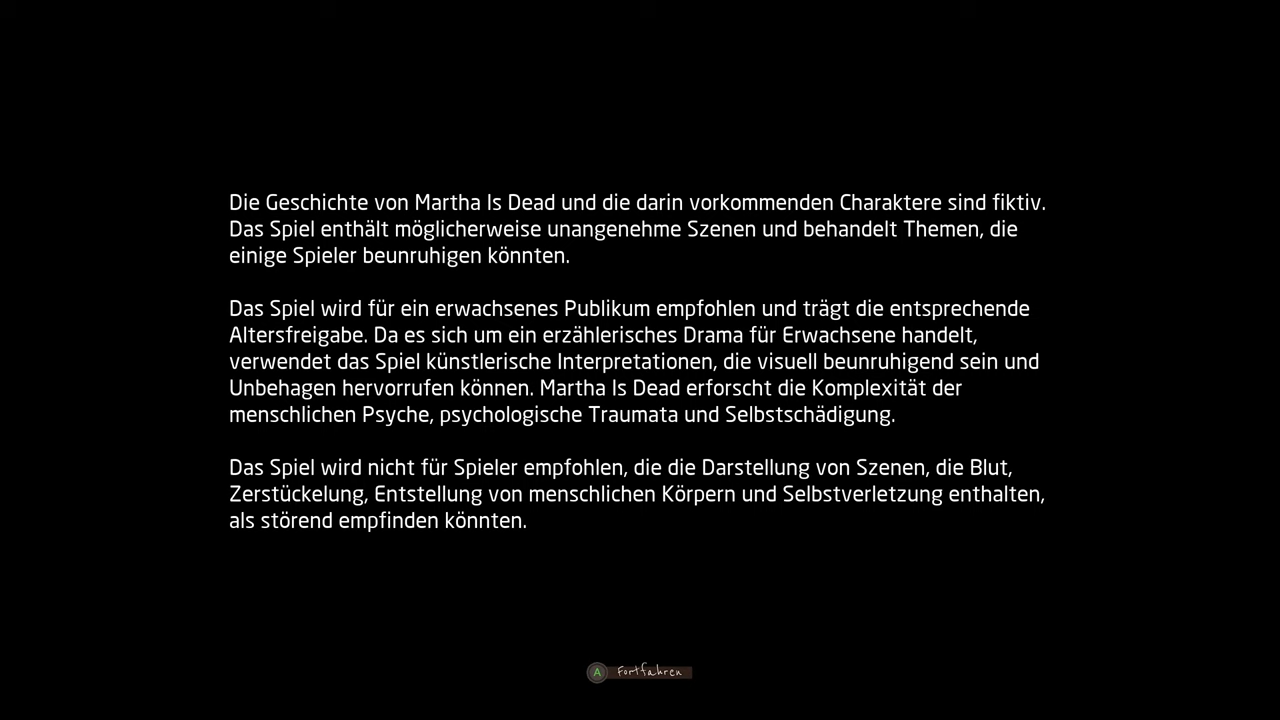 Die Geschichte von Martha Is Dead und die darin vorkommenden Charaktere sind fiktiv.
Das Spiel enthält möglicherweise unangenehme Szenen und behandelt Themen, die
einige Spieler beunruhigen könnten.
Das Spiel wird für ein erwachsenes Publikum empfohlen und trägt die entsprechende
Altersfreigabe. Da es sich um ein erzählerisches Drama für Erwachsene handelt,
verwendet das Spiel künstlerische Interpretationen, die visuell beunruhigend sein und
Unbehagen hervorrufen können. Martha Is Dead erforscht die Komplexität der
menschlichen Psyche, psychologische Traumata und Selbstschädigung.
Das Spiel wird nicht für Spieler empfohlen, die die Darstellung von Szenen, die Blut,
Zerstückelung, Entstellung von menschlichen Körpern und Selbstverletzung enthalten,
als störend empfinden könnten.
A Fortfahren